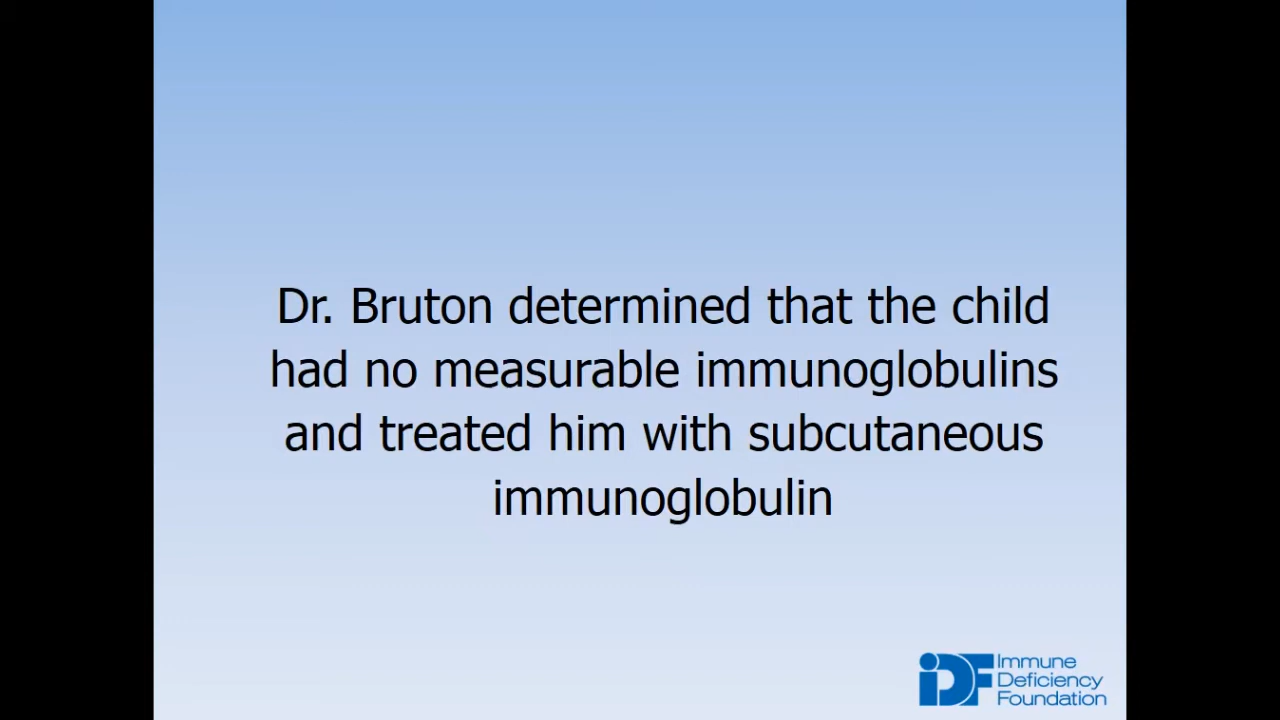 Dr. Bruton determined that the child
had no measurable immunoglobulins
and treated him with subcutaneous
immunoglobulin
IDF Immune
Deficiency
Foundation